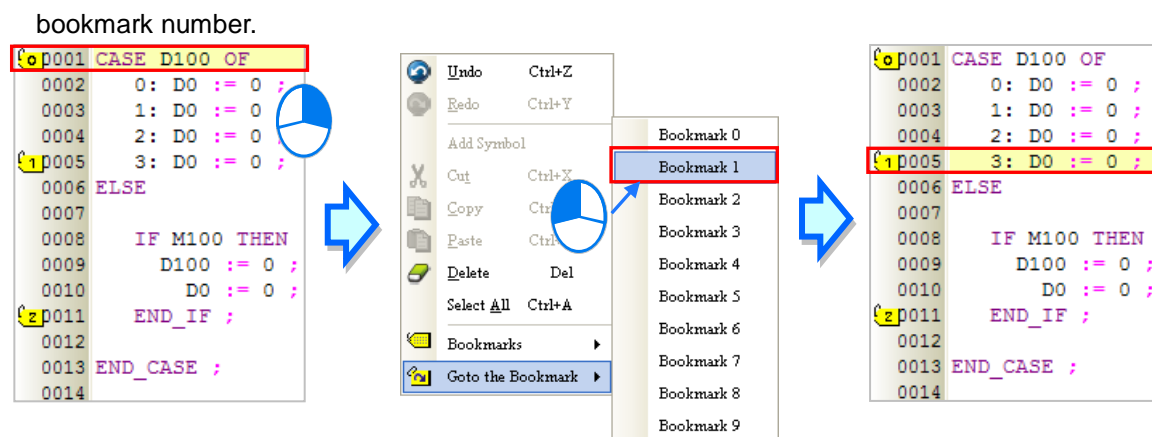 bookmark number.
0 0001 CASE D100 OF
0002 0: D0 := 0 ;
0003 1: D0 := 0
0004 2: D0 := 0
1 0005 3: D0 := 0 ;
0006 ELSE
0007
0008 IF M100 THEN
0009 D100 := 0 ;
0010 D0 := 0 ;
2 0011 END_IF ;
0012
0013 END_CASE ;
0014
Undo Ctrl+Z
Redo Ctrl+Y
Add Symbol
Cut Ctrl+X
Copy
Paste
Delete Del
Select All Ctrl+A
Bookmarks
Goto the Bookmark
Bookmark 0
Bookmark 1
Bookmark 2
Bookmark 3
Bookmark 4
Bookmark 5
Bookmark 6
Bookmark 7
Bookmark 8
Bookmark 9
0 0001 CASE D100 OF
0002 0: D0 := 0 ;
0003 1: D0 := 0 ;
0004 2: D0 := 0 ;
1 0005 3: D0 := 0 ;
0006 ELSE
0007
0008 IF M100 THEN
0009 D100 := 0 ;
0010 D0 := 0 ;
2 0011 END_IF ;
0012
0013 END_CASE ;
0014